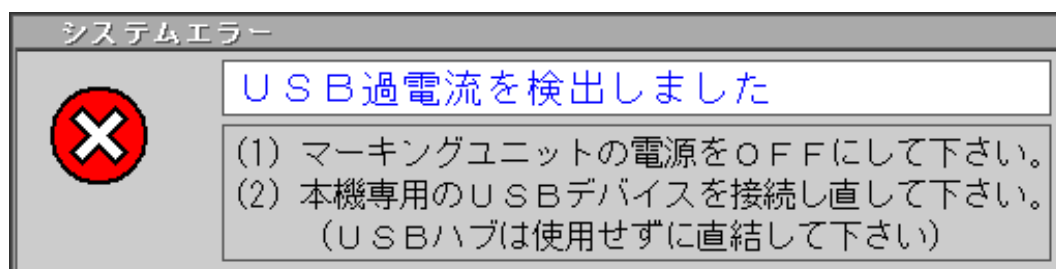 システムエラー
ＵＳＢ過電流を検出しました
(1) マーキングユニットの電源をＯＦＦにして下さい。
(2) 本機専用のＵＳＢデバイスを接続し直して下さい。
（ＵＳＢハブは使用せずに直結して下さい）